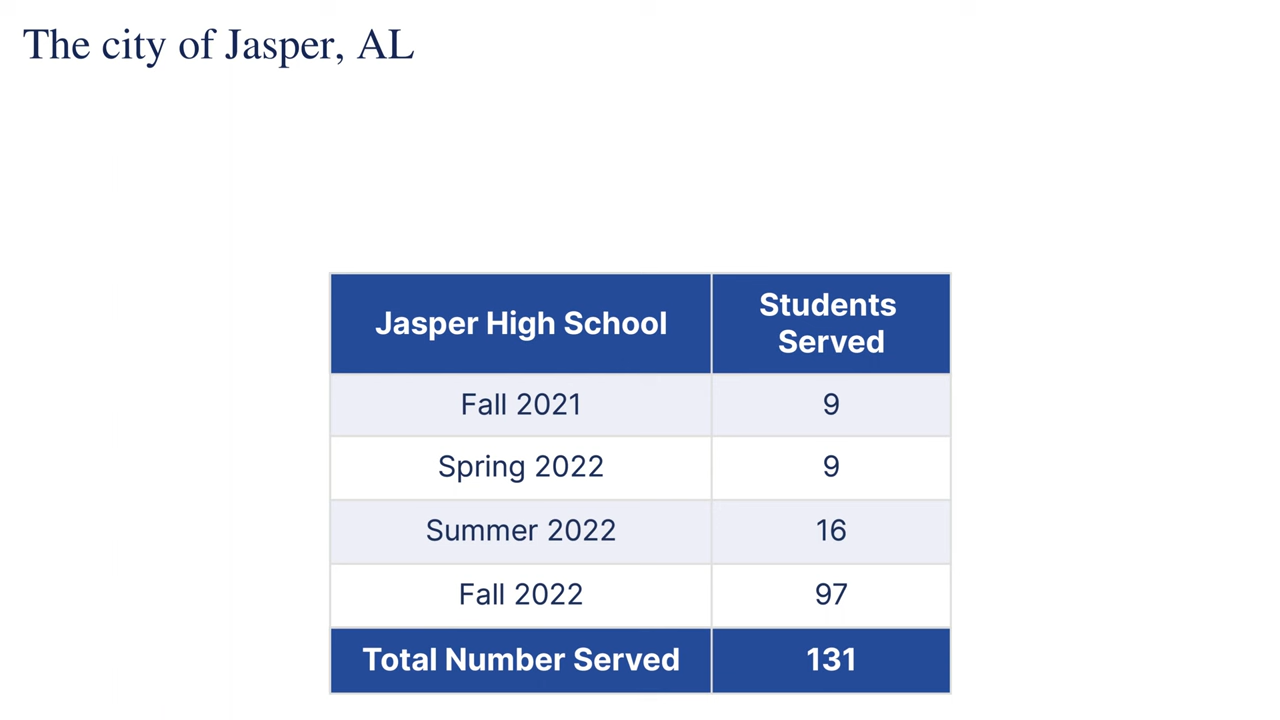 The city of Jasper, AL
Jasper High School
Students
Served
Fall 2021
9
Spring 2022
9
Summer 2022
16
Fall 2022
97
Total Number Served
131